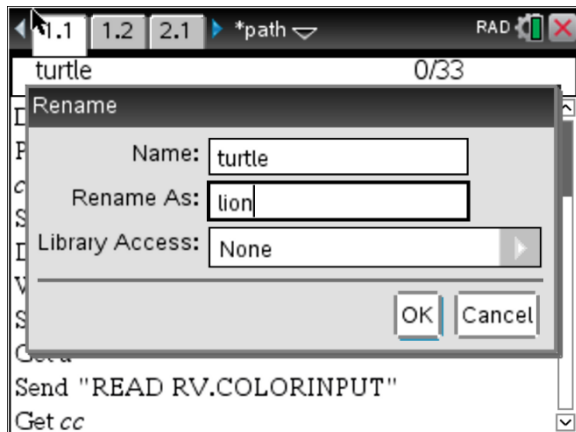 1.1 1.2 2.1 *path RAD
turtle 0/33
Rename
Name: turtle
Rename As: lion
Library Access: None
OK Cancel
Send "READ RV.COLORINPUT"
Get cc